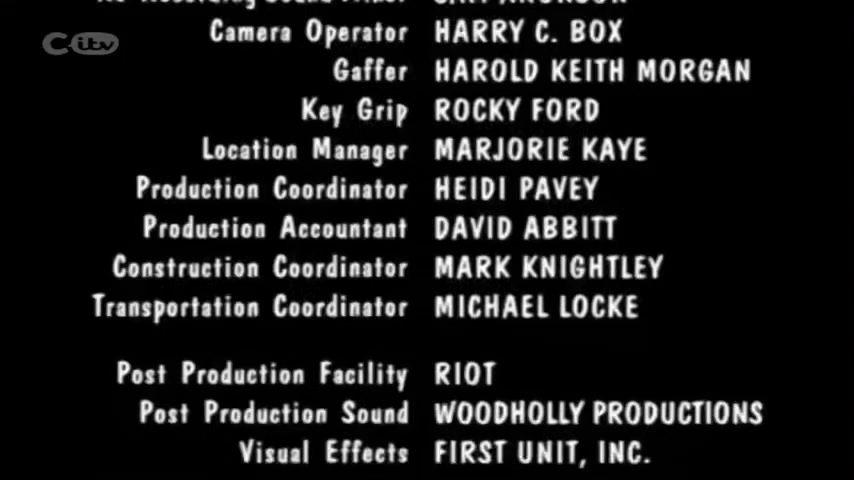 citv
Camera Operator HARRY C. BOX
Gaffer HAROLD KEITH MORGAN
Key Grip ROCKY FORD
Location Manager MARJORIE KAYE
Production Coordinator HEIDI PAVEY
Production Accountant DAVID ABBITT
Construction Coordinator MARK KNIGHTLEY
Transportation Coordinator MICHAEL LOCKE
Post Production Facility RIOT
Post Production Sound WOODHOLLY PRODUCTIONS
Visual Effects FIRST UNIT, INC.